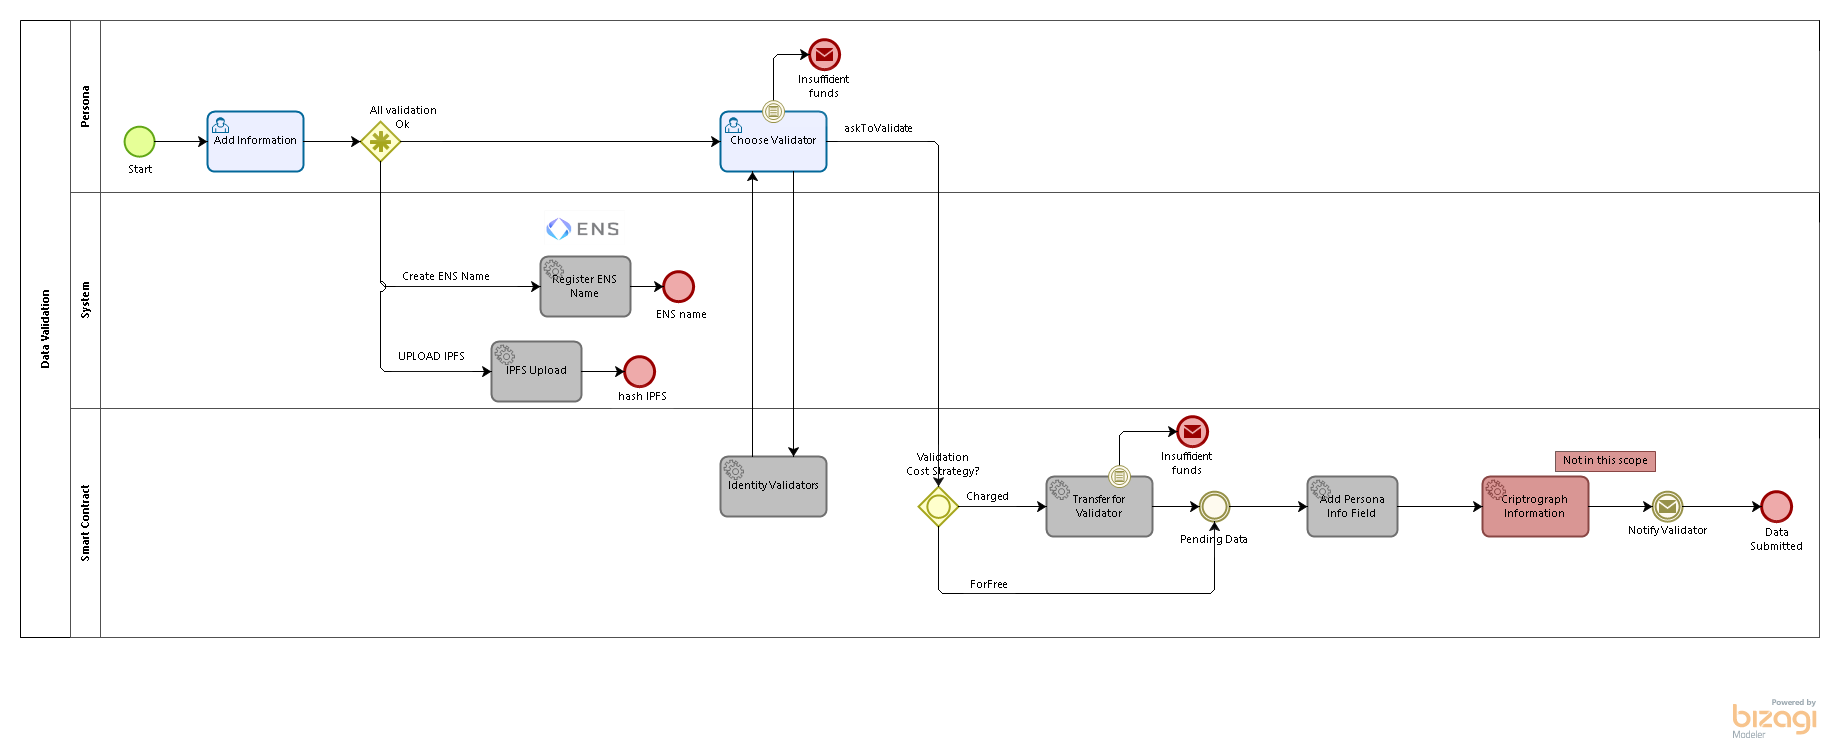 Data Validation
Persona
Start
Add Information
All validation
Ok
Insufficient
funds
Choose Validator
askToValidate
System
ENS
Create ENS Name
Register ENS
Name
ENS name
UPLOAD IPFS
IPFS Upload
hash IPFS
Smart Contract
Identity Validators
Validation
Cost Strategy?
Charged
ForFree
Transfer for
Validator
Insufficient
funds
Pending Data
Add Persona
Info Field
Not in this scope
Criptrograph
Information
Notify Validator
Data
Submitted
Powered by
bizagi
Modeler